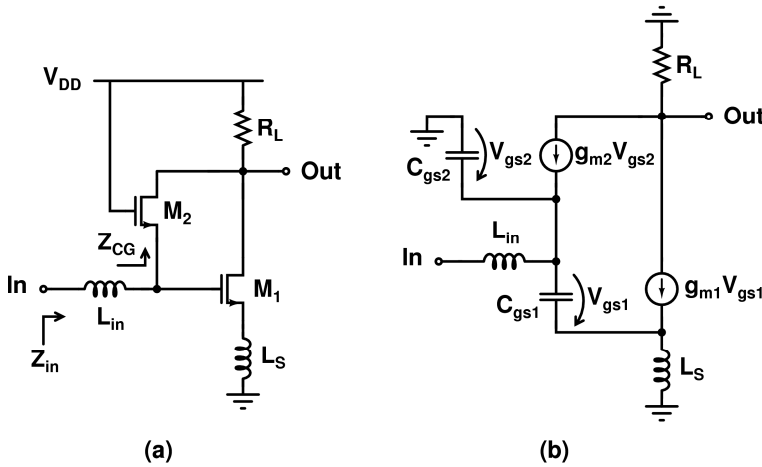 V_DD
R_L
Out
M_2
Z_CG
In
L_in
M_1
Z_in
L_S
(a)
R_L
Out
C_gs2
V_gs2
g_m2V_gs2
L_in
In
C_gs1
V_gs1
g_m1V_gs1
L_S
(b)